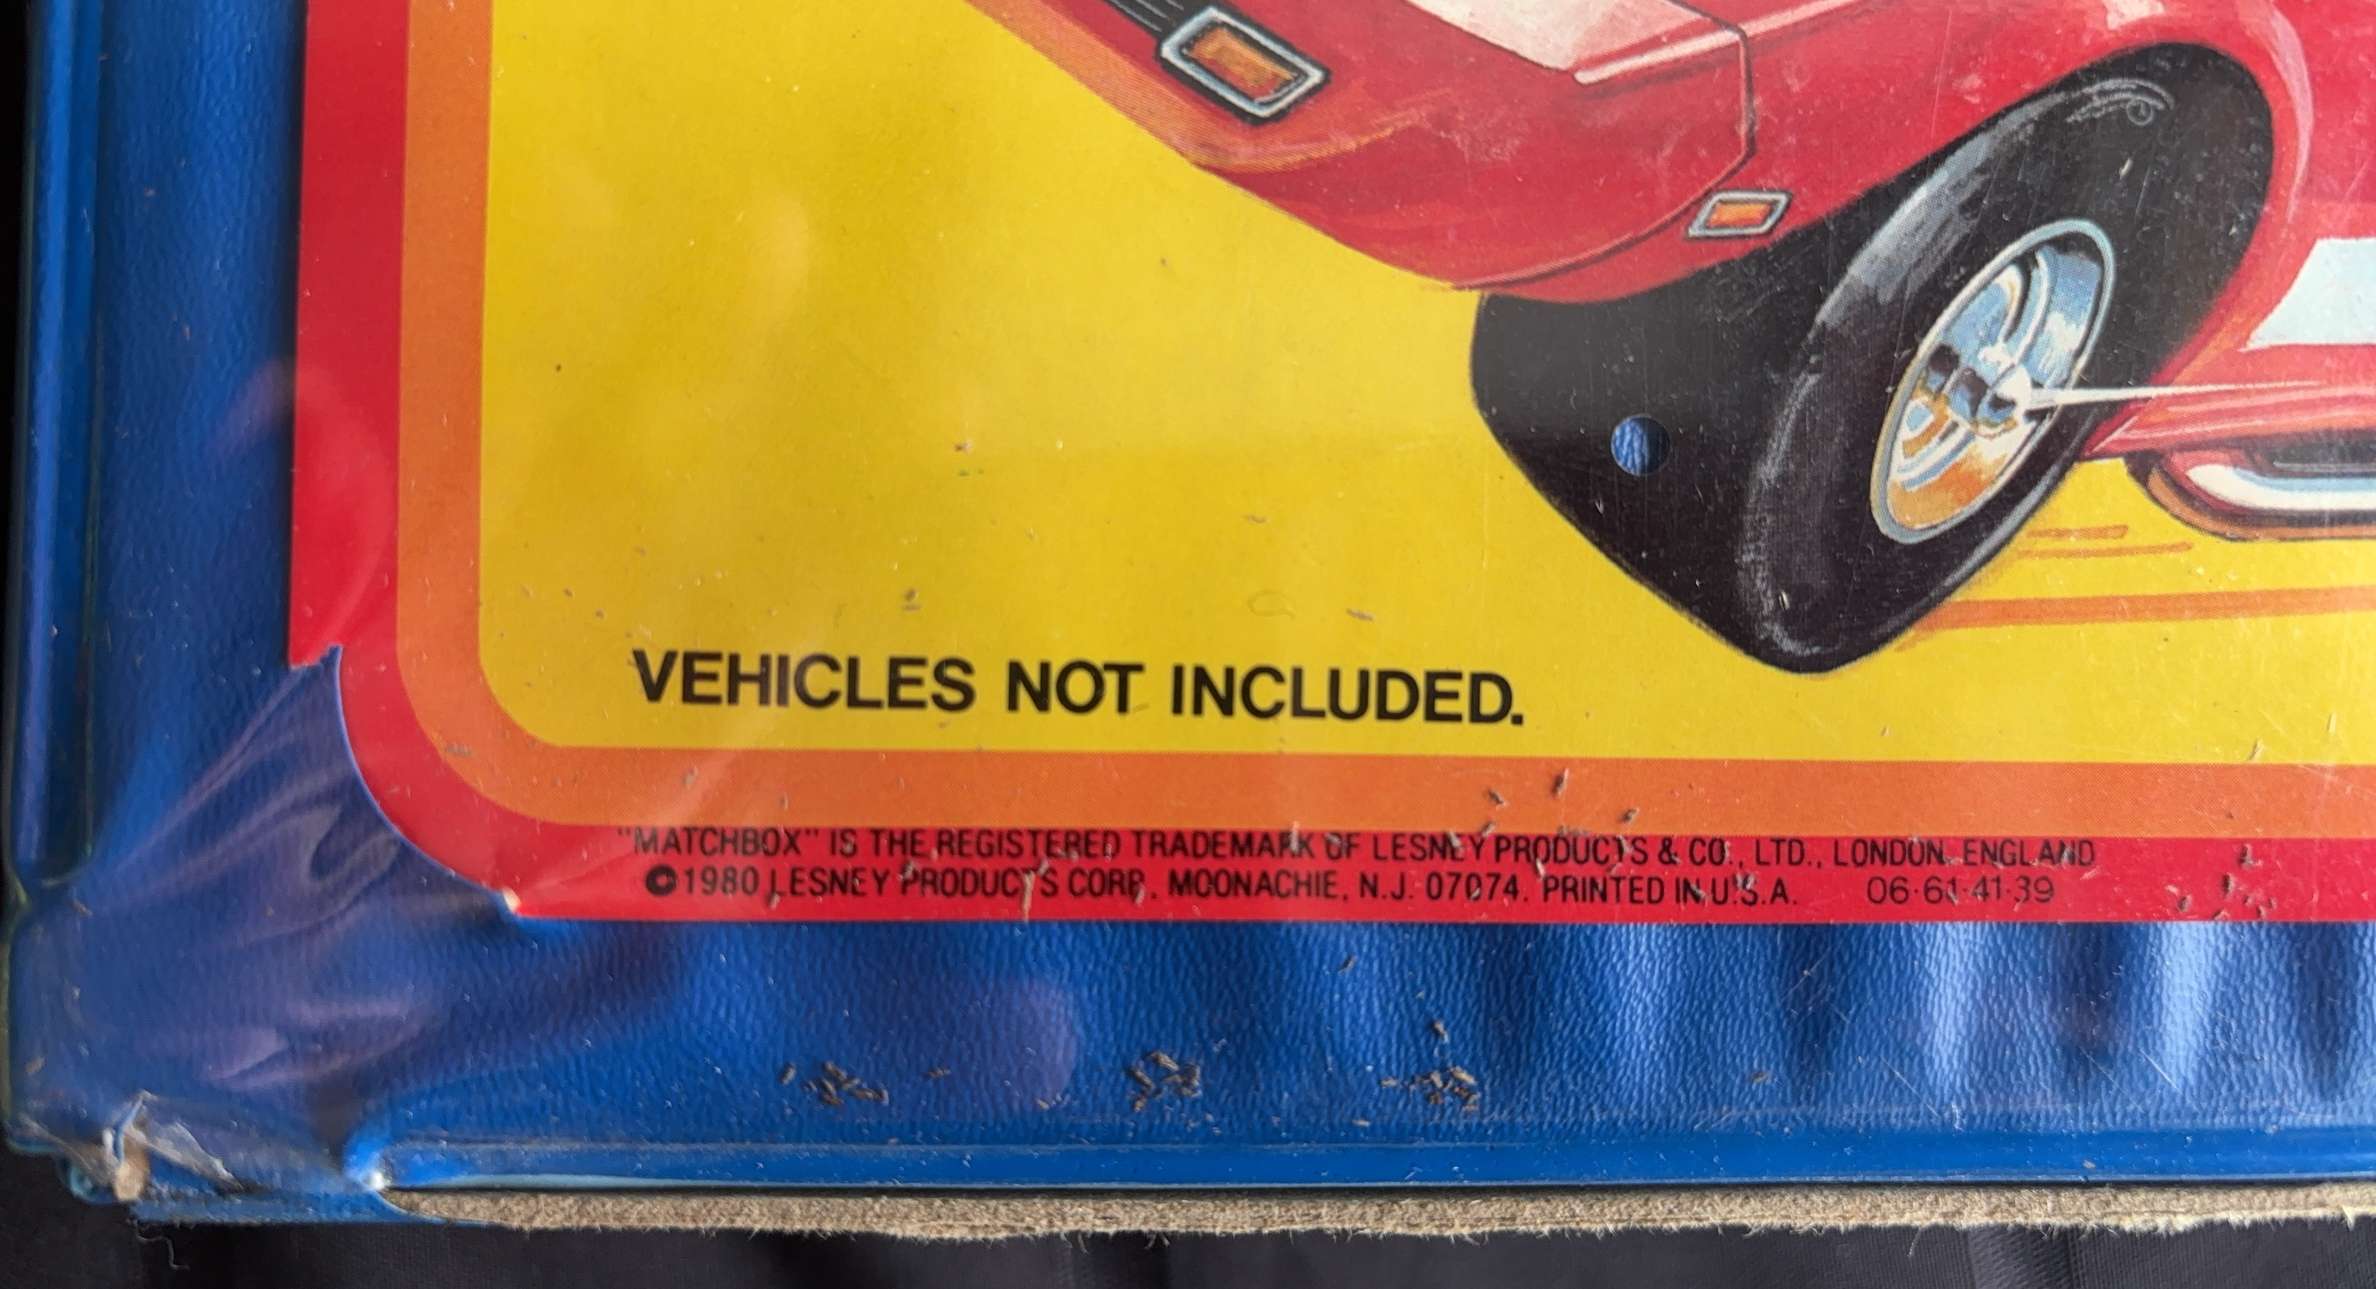 VEHICLES NOT INCLUDED.
"MATCHBOX" IS THE REGISTERED TRADEMARK OF LESNEY PRODUCTS & CO., LTD., LONDON, ENGLAND
©1980 LESNEY PRODUCTS CORP. MOONACHIE, N.J. 07074. PRINTED IN U.S.A. 06-61-41-39